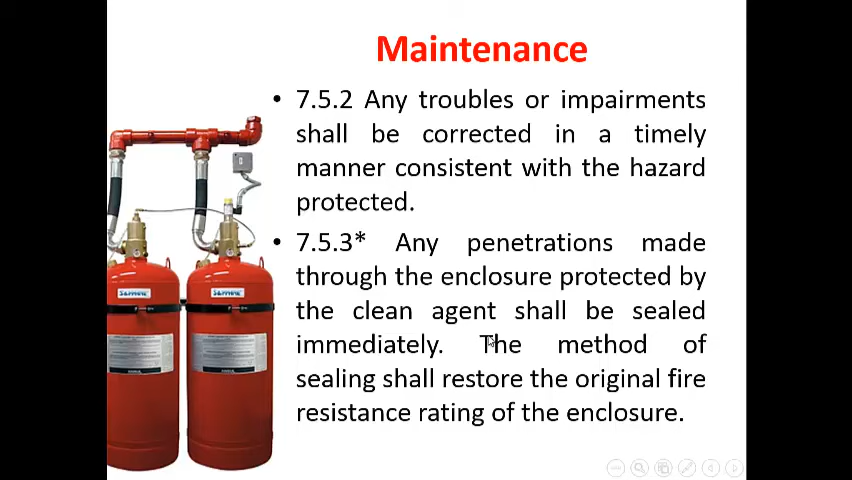 Maintenance
• 7.5.2 Any troubles or impairments
shall be corrected in a timely
manner consistent with the hazard
protected.
• 7.5.3* Any penetrations made
through the enclosure protected by
the clean agent shall be sealed
immediately. The method of
sealing shall restore the original fire
resistance rating of the enclosure.